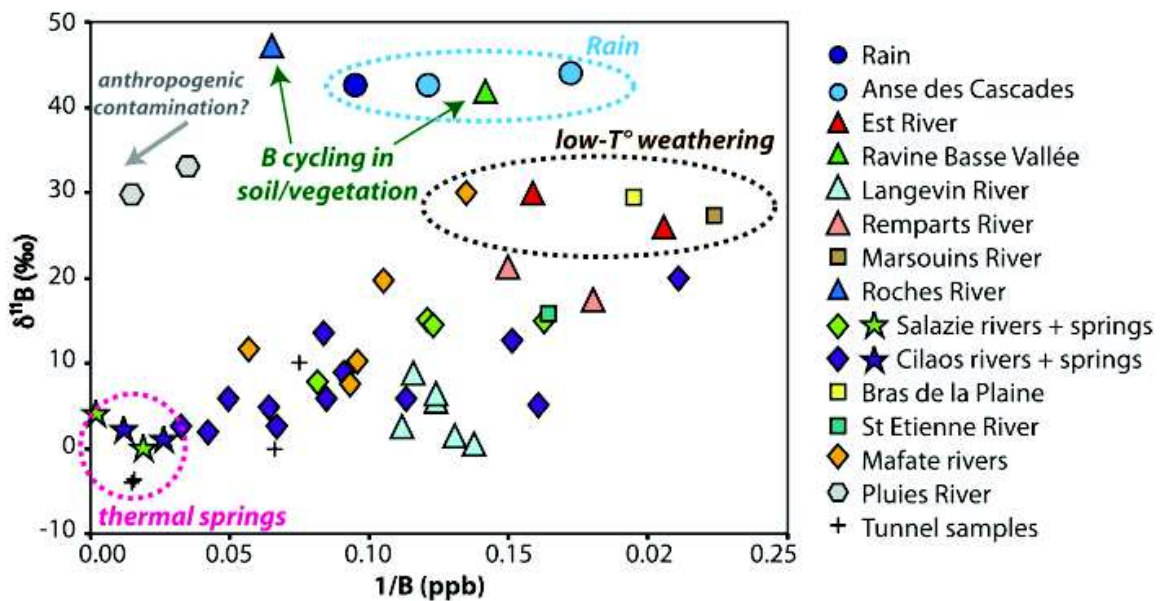 50
40
30
20
10
0
-10
δ¹¹B (‰)
0.00
0.05
0.10
0.15
0.02
0.25
1/B (ppb)
Rain
anthropogenic
contamination?
B cycling in
soil/vegetation
low-T° weathering
thermal springs
Rain
Anse des Cascades
Est River
Ravine Basse Vallée
Langevin River
Remparts River
Marsouins River
Roches River
Salazie rivers + springs
Cilaos rivers + springs
Bras de la Plaine
St Etienne River
Mafate rivers
Pluies River
Tunnel samples